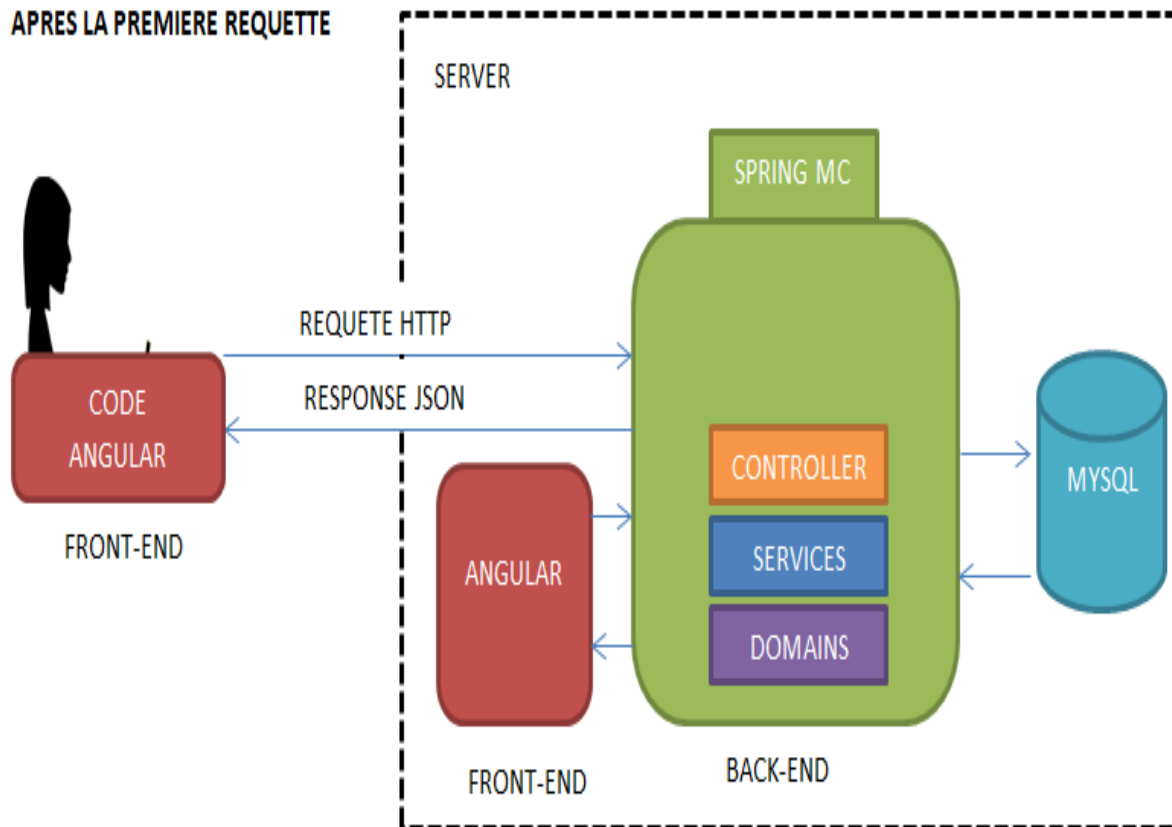 APRES LA PREMIERE REQUETTE
SERVER
SPRING MC
REQUETE HTTP
RESPONSE JSON
CODE
ANGULAR
FRONT-END
CONTROLLER
MYSQL
ANGULAR
SERVICES
DOMAINS
FRONT-END
BACK-END